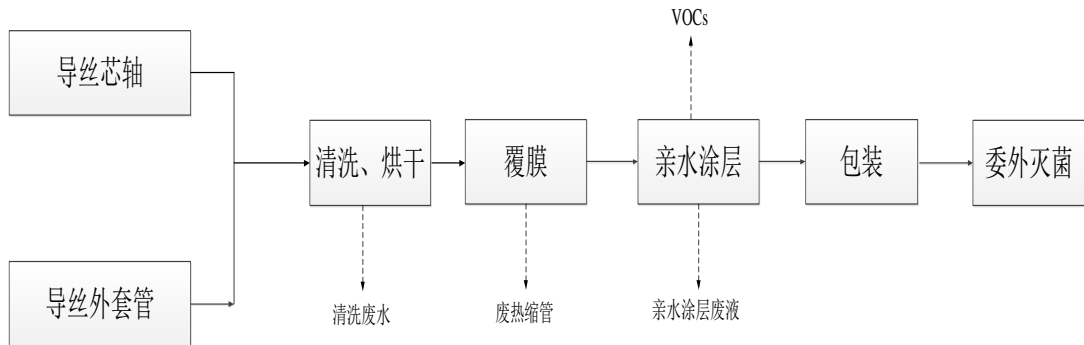 VOCs
导丝芯轴
清洗、烘干
覆膜
亲水涂层
包装
委外灭菌
导丝外套管
清洗废水
废热缩管
亲水涂层废液